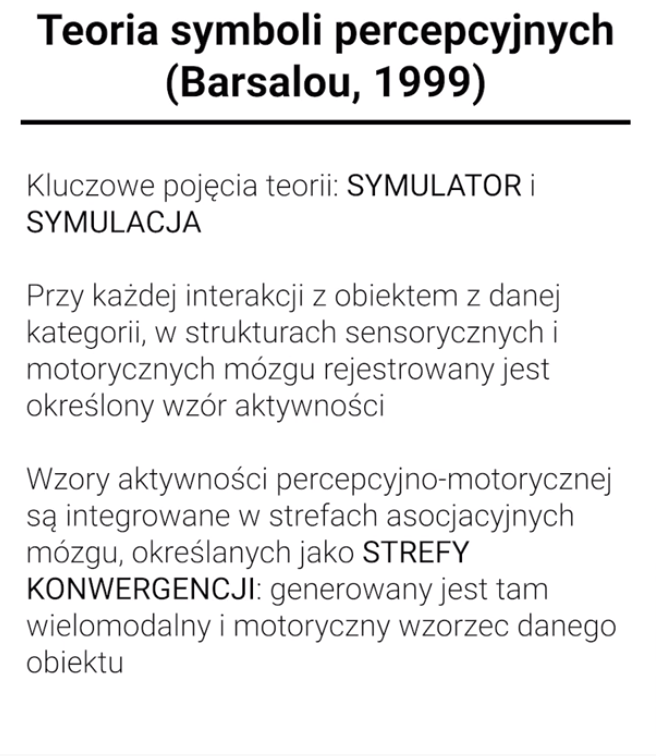 Teoria symboli percepcyjnych
(Barsalou, 1999)
Kluczowe pojęcia teorii: SYMULATOR i
SYMULACJA
Przy każdej interakcji z obiektem z danej
kategorii, w strukturach sensorycznych i
motorycznych mózgu rejestrowany jest
określony wzór aktywności
Wzory aktywności percepcyjno-motorycznej
są integrowane w strefach asocjacyjnych
mózgu, określanych jako STREFY
KONWERGENCJI: generowany jest tam
wielomodalny i motoryczny wzorzec danego
obiektu